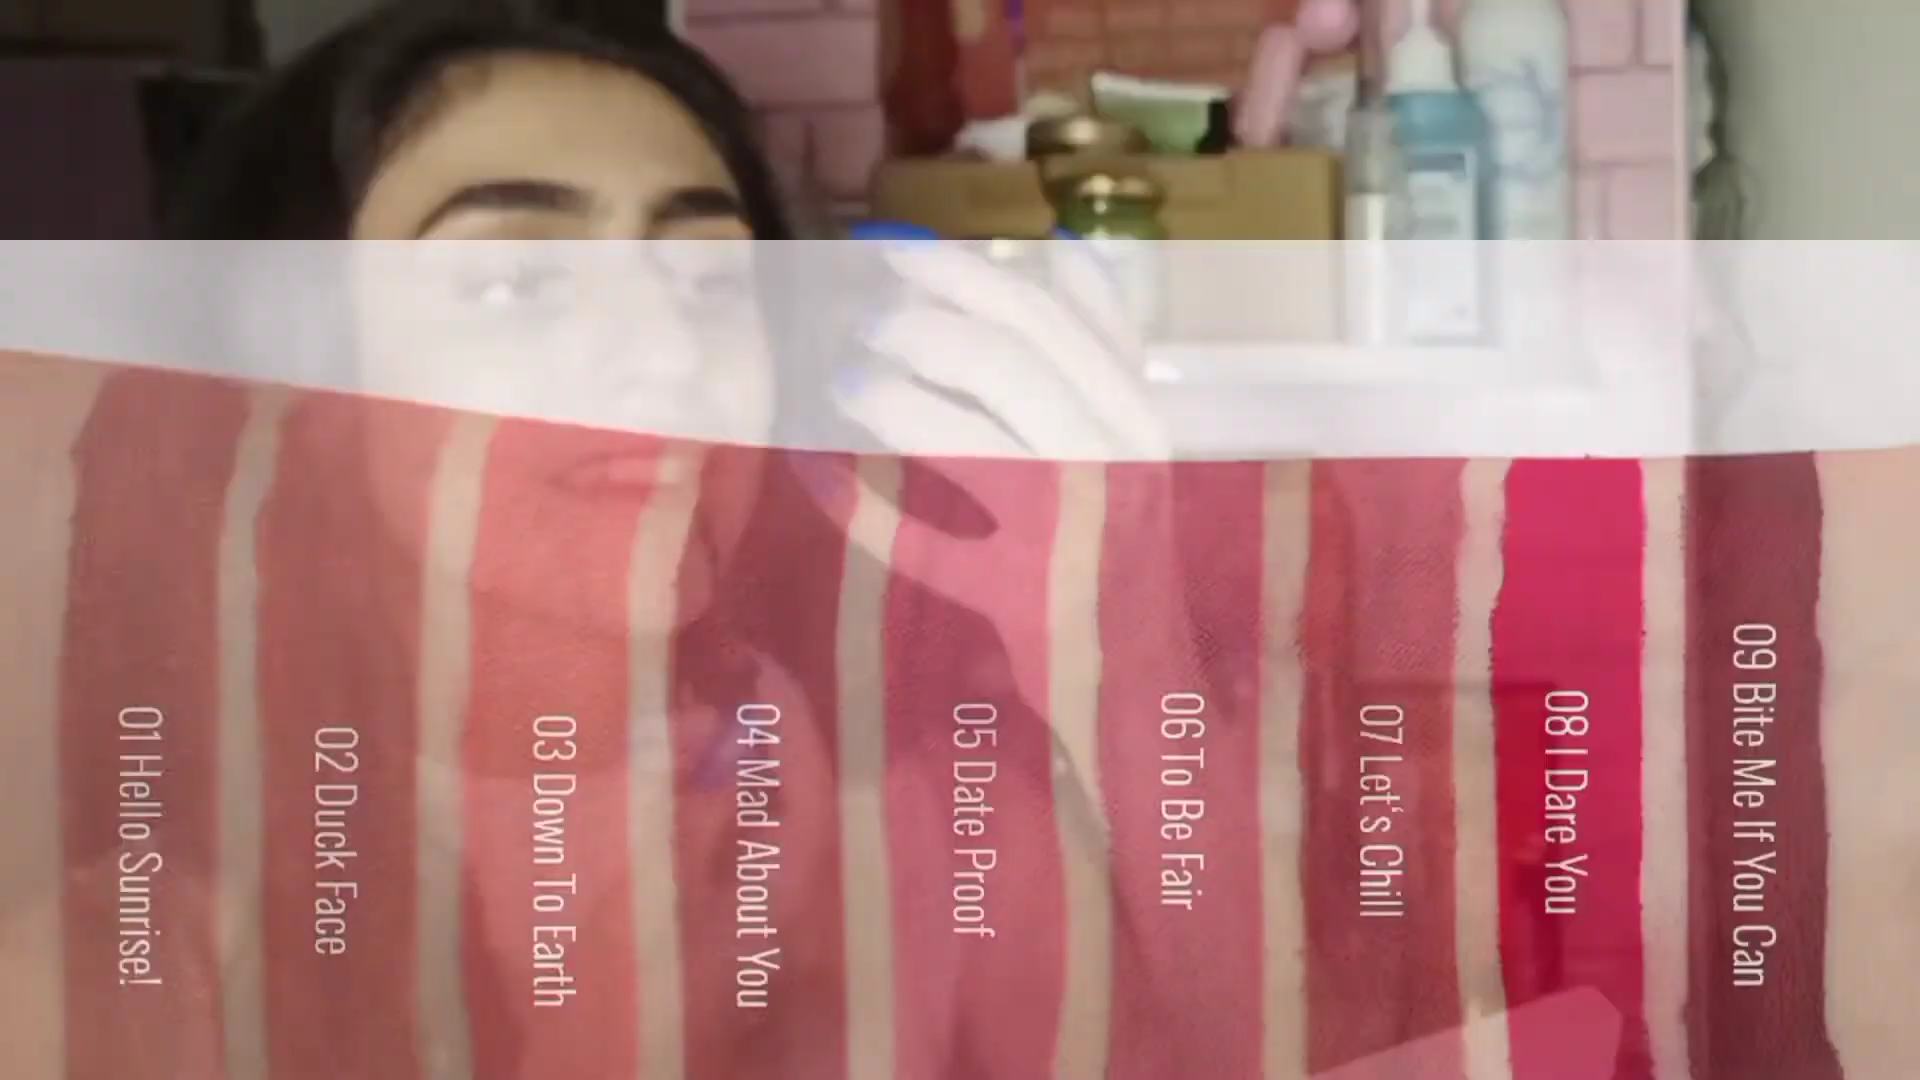 01 Hello Sunrise!
02 Duck Face
03 Down To Earth
04 Mad About You
05 Date Proof
06 To Be Fair
07 Let‘s Chill
08 I Dare You
09 Bite Me If You Can